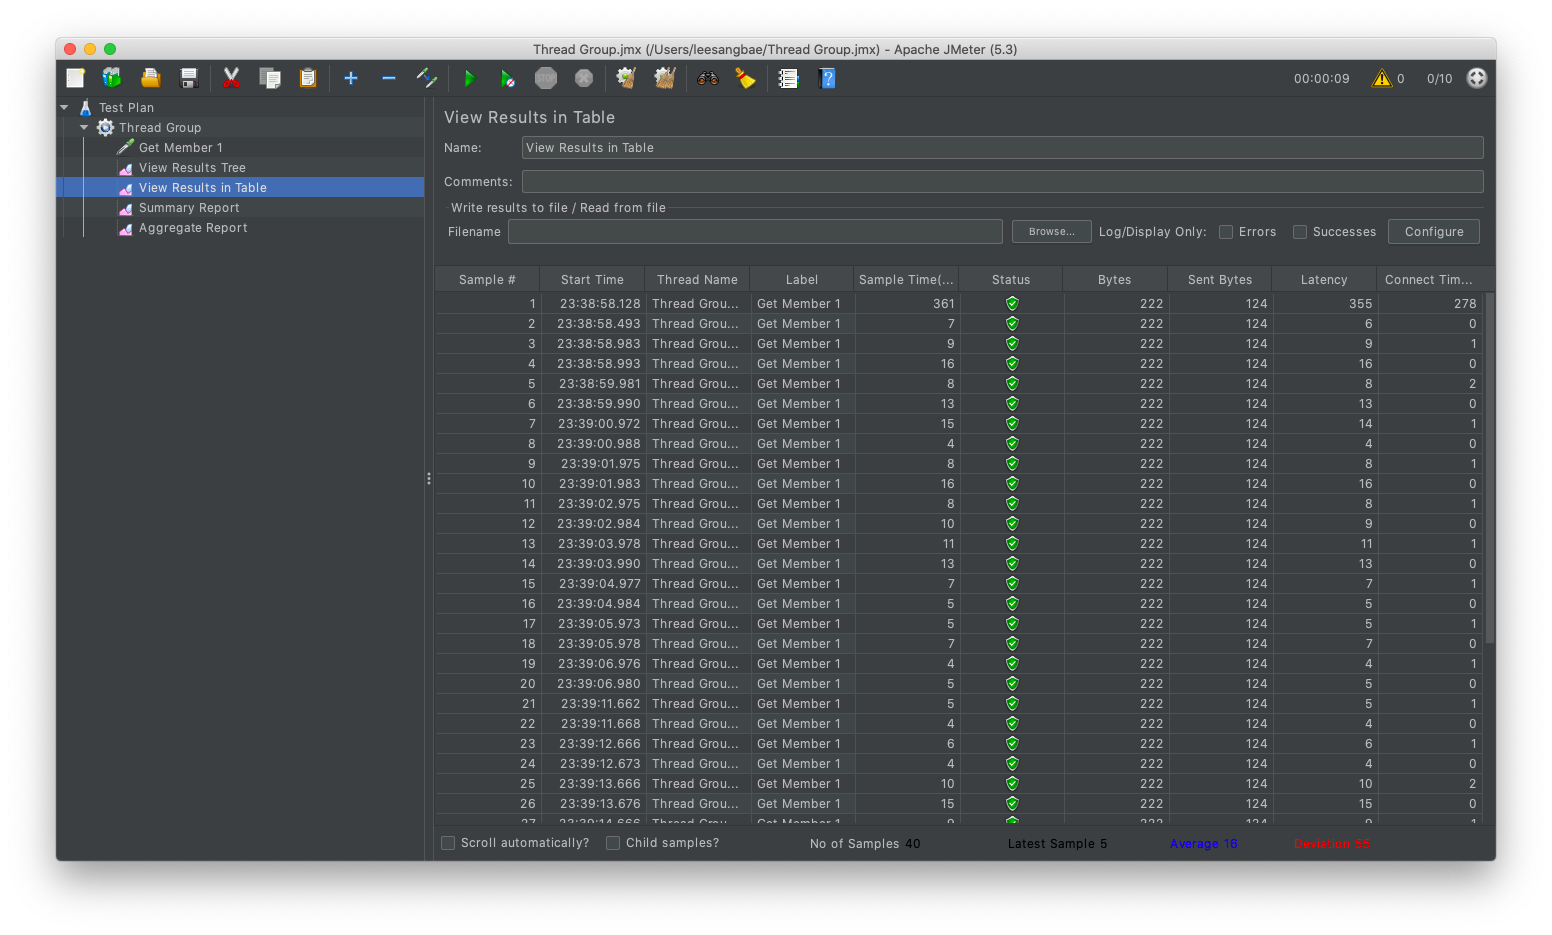 Thread Group.jmx (/Users/leesangbae/Thread Group.jmx) - Apache JMeter (5.3)
STOP
00:00:09 0 0/10
Test Plan
Thread Group
Get Member 1
View Results Tree
View Results in Table
Summary Report
Aggregate Report
View Results in Table
Name: View Results in Table
Comments:
Write results to file / Read from file
Filename Browse... Log/Display Only: Errors Successes Configure
Sample # Start Time Thread Name Label Sample Time(... Status Bytes Sent Bytes Latency Connect Tim...
1 23:38:58.128 Thread Grou... Get Member 1 361 222 124 355 278
2 23:38:58.493 Thread Grou... Get Member 1 7 222 124 6 0
3 23:38:58.983 Thread Grou... Get Member 1 9 222 124 9 1
4 23:38:58.993 Thread Grou... Get Member 1 16 222 124 16 0
5 23:38:59.981 Thread Grou... Get Member 1 8 222 124 8 2
6 23:38:59.990 Thread Grou... Get Member 1 13 222 124 13 0
7 23:39:00.972 Thread Grou... Get Member 1 15 222 124 14 1
8 23:39:00.988 Thread Grou... Get Member 1 4 222 124 4 0
9 23:39:01.975 Thread Grou... Get Member 1 8 222 124 8 1
10 23:39:01.983 Thread Grou... Get Member 1 16 222 124 16 0
11 23:39:02.975 Thread Grou... Get Member 1 8 222 124 8 1
12 23:39:02.984 Thread Grou... Get Member 1 10 222 124 9 0
13 23:39:03.978 Thread Grou... Get Member 1 11 222 124 11 1
14 23:39:03.990 Thread Grou... Get Member 1 13 222 124 13 0
15 23:39:04.977 Thread Grou... Get Member 1 7 222 124 7 1
16 23:39:04.984 Thread Grou... Get Member 1 5 222 124 5 0
17 23:39:05.973 Thread Grou... Get Member 1 5 222 124 5 1
18 23:39:05.978 Thread Grou... Get Member 1 7 222 124 7 0
19 23:39:06.976 Thread Grou... Get Member 1 4 222 124 4 1
20 23:39:06.980 Thread Grou... Get Member 1 5 222 124 5 0
21 23:39:11.662 Thread Grou... Get Member 1 5 222 124 5 1
22 23:39:11.668 Thread Grou... Get Member 1 4 222 124 4 0
23 23:39:12.666 Thread Grou... Get Member 1 6 222 124 6 1
24 23:39:12.673 Thread Grou... Get Member 1 4 222 124 4 0
25 23:39:13.666 Thread Grou... Get Member 1 10 222 124 10 2
26 23:39:13.676 Thread Grou... Get Member 1 15 222 124 15 0
27 23:39:14.666 Thread Grou... Get Member 1 9 222 124 9 1
Scroll automatically? Child samples? No of Samples 40 Latest Sample 5 Average 16 Deviation 55